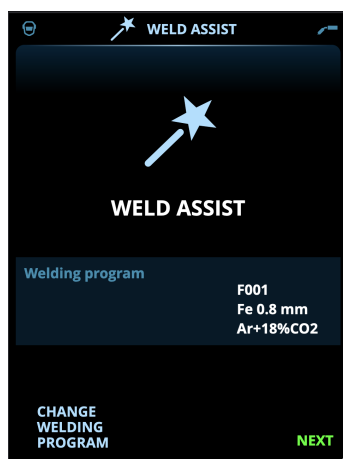 WELD ASSIST
WELD ASSIST
Welding program
F001
Fe 0.8 mm
Ar+18%CO2
CHANGE
WELDING
PROGRAM
NEXT